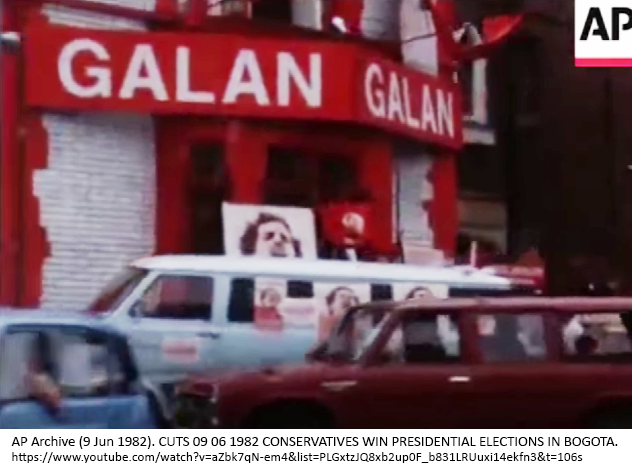 AP
GALAN
GALAN
AP Archive (9 Jun 1982). CUTS 09 06 1982 CONSERVATIVES WIN PRESIDENTIAL ELECTIONS IN BOGOTA.
https://www.youtube.com/watch?v=aZbk7qN-em4&list=PLGxtzJQ8xb2up0F_b831LRUuxi14ekfn3&t=106s